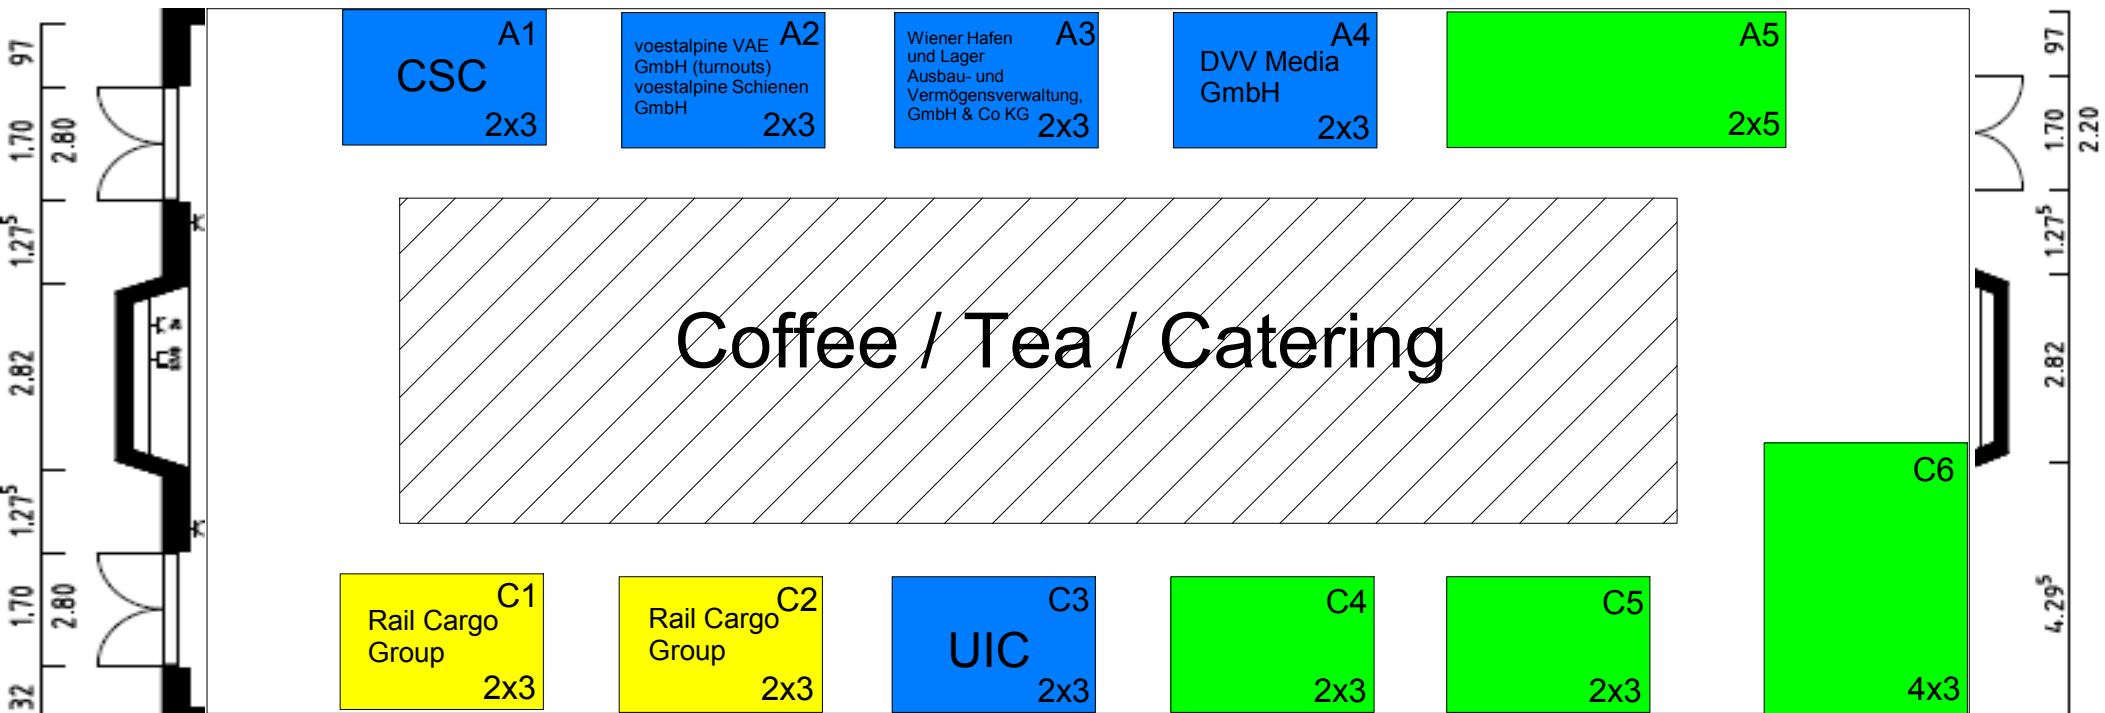 A1
CSC
2x3
A2
voestalpine VAE
GmbH (turnouts)
voestalpine Schienen
GmbH
2x3
A3
Wiener Hafen
und Lager
Ausbau- und
Vermögensverwaltung,
GmbH & Co KG
2x3
A4
DVV Media
GmbH
2x3
A5
2x5
97
1.70
2.80
1.27⁵
2.82
1.27⁵
1.70
2.80
32
Coffee / Tea / Catering
97
1.70
2.20
1.27⁵
2.82
4.29⁵
C6
4x3
C1
Rail Cargo
Group
2x3
C2
Rail Cargo
Group
2x3
C3
UIC
2x3
C4
2x3
C5
2x3